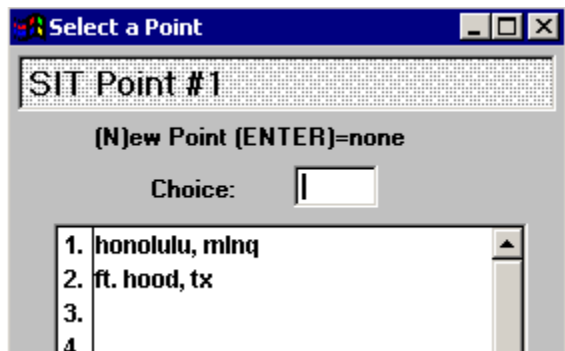 Select a Point
SIT Point #1
(N)ew Point (ENTER)=none
Choice:
1. honolulu, mlnq
2. ft. hood, tx
3.
4.